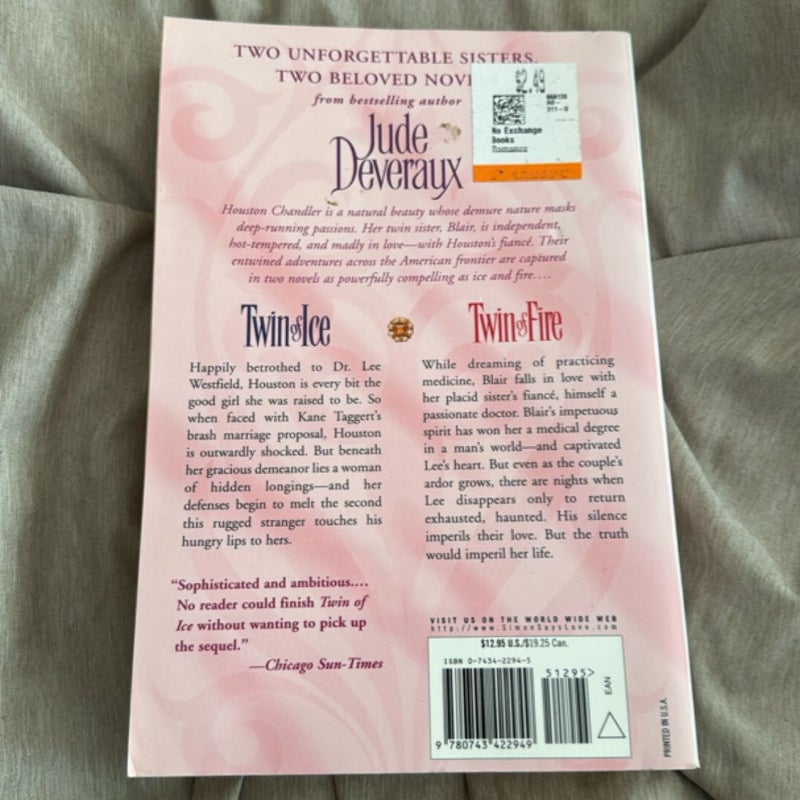 TWO UNFORGETTABLE SISTERS.
TWO BELOVED
from bestselling author
Jude
Deveraux
$2.49
No Exchange
Books
Romance
Houston Chandler is a natural beauty whose demure nature masks
deep-running passions. Her twin sister, Blair, is independent,
hot-tempered, and madly in love—with Houston's fiancé. Their
entwined adventures across the American frontier are captured
in two novels as powerfully compelling as ice and fire....
Twin of Ice
Happily betrothed to Dr. Lee
Westfield, Houston is every bit the
good girl she was raised to be. So
when faced with Kane Taggert's
brash marriage proposal, Houston
is outwardly shocked. But beneath
her gracious demeanor lies a woman
of hidden longings—and her
defenses begin to melt the second
this rugged stranger touches his
hungry lips to hers.
Twin of Fire
While dreaming of practicing
medicine, Blair falls in love with
her placid sister's fiancé, himself a
passionate doctor. Blair's impetuous
spirit has won her a medical degree
in a man's world—and captivated
Lee's heart. But even as the couple's
ardor grows, there are nights when
Lee disappears only to return
exhausted, haunted. His silence
imperils their love. But the truth
would imperil her life.
"Sophisticated and ambitious....
No reader could finish Twin of
Ice without wanting to pick up
the sequel."
—Chicago Sun-Times
VISIT US ON THE WORLD WIDE WEB
http://www.SimonSaysLove.com
$12.95 U.S./$19.25 Can.
ISBN 0-7434-2294-5
51295>
EAN
9 780743 422949
PRINTED IN U.S.A.